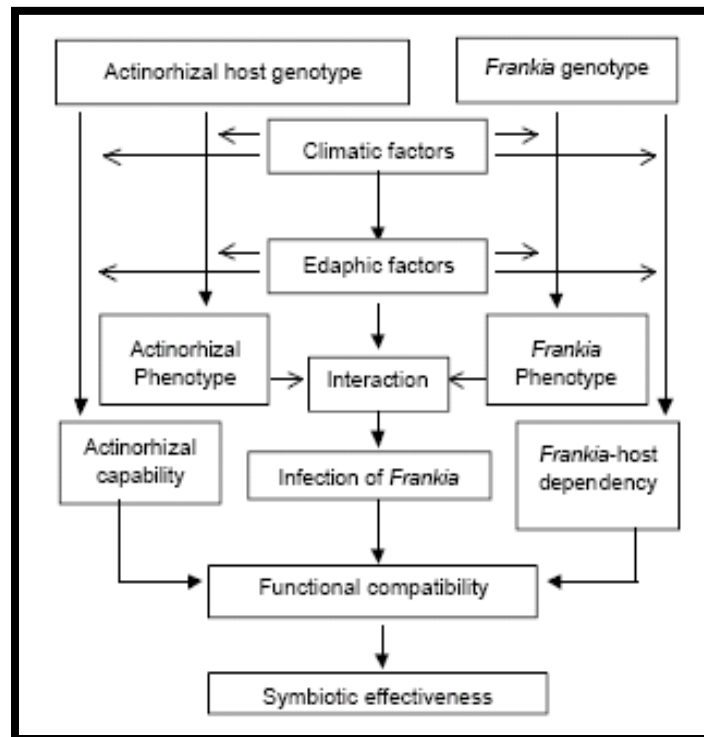 Actinorhizal host genotype
Frankia genotype
Climatic factors
Edaphic factors
Actinorhizal
Phenotype
Interaction
Frankia
Phenotype
Actinorhizal
capability
Infection of Frankia
Frankia-host
dependency
Functional compatibility
Symbiotic effectiveness